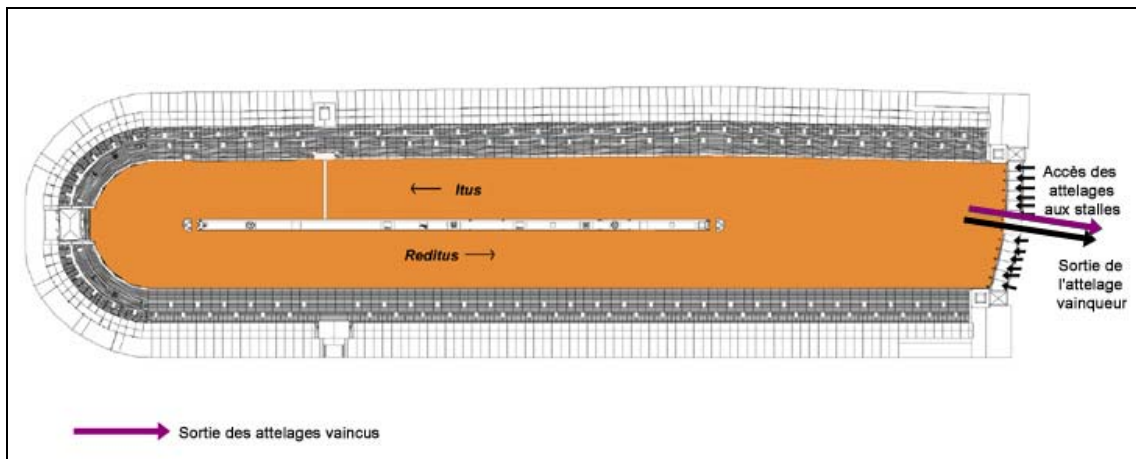 Itus
Reditus
Accès des
attelages
aux stalles
Sortie de
l'attelage
vainqueur
Sortie des attelages vaincus